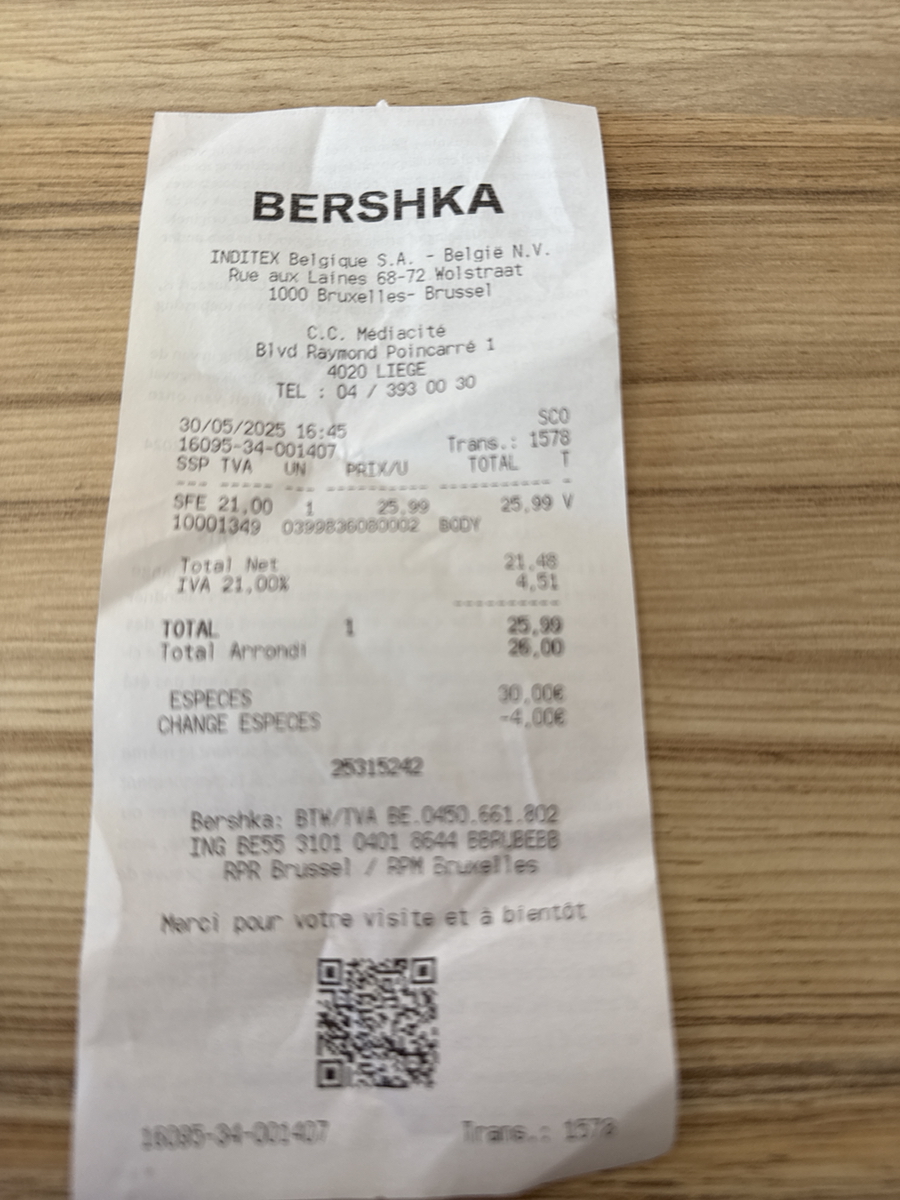 BERSHKA
INDITEX Belgique S.A. - België N.V.
Rue aux Laines 68-72 Wolstraat
1000 Bruxelles- Brussel
C.C. Médiacité
Blvd Raymond Poincarré 1
4020 LIEGE
TEL : 04 / 393 00 30
SCO
30/05/2025 16:45
16095-34-001407 Trans.: 1578
SSP TVA UN PRIX/U TOTAL T
--- ----- --- --------- ---------- -
SFE 21,00 1 25,99 25,99 V
10001349 0399836080002 BODY
Total Net 21,48
IVA 21,00% 4,51
----------
TOTAL 1 25,99
Total Arrondi 26,00
ESPECES 30,00€
CHANGE ESPECES -4,00€
25315242
Bershka: BTW/TVA BE.0450.661.802
ING BE55 3101 0401 8644 BBRUBEBB
RPR Brussel / RPM Bruxelles
Merci pour votre visite et à bientôt
16095-34-001407 Trans.: 1578